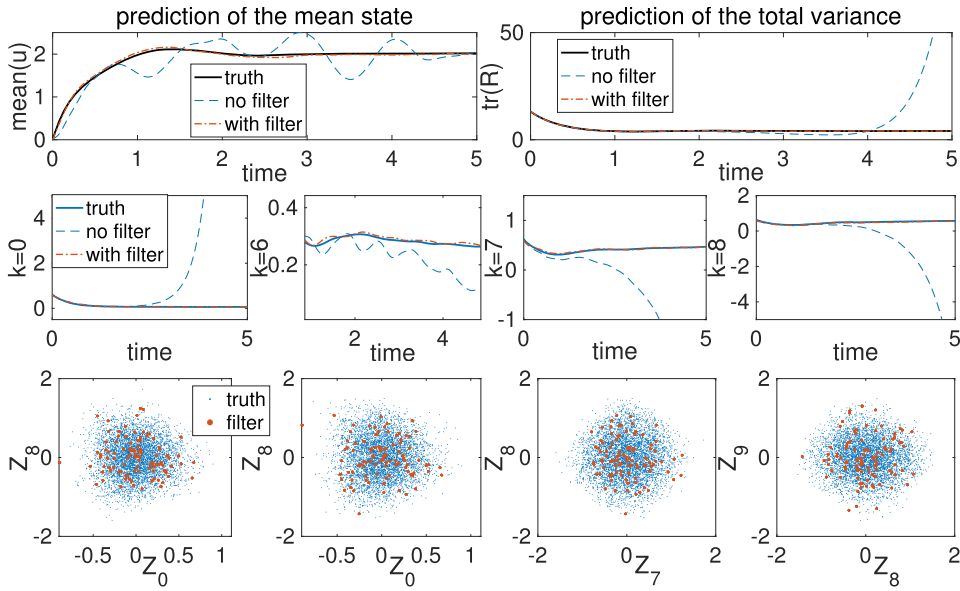 prediction of the mean state
prediction of the total variance
mean(u)
2
1
0
truth
no filter
with filter
0
1
2
3
4
5
time
tr(R)
50
0
truth
no filter
with filter
0
1
2
3
4
5
time
k=0
4
2
0
truth
no filter
with filter
0
5
time
k=6
0.4
0.2
2
4
time
k=7
1
0
-1
0
5
time
k=8
2
0
-2
-4
0
5
time
Z8
2
0
-2
truth
filter
-0.5
0
0.5
1
Z0
Z8
2
0
-2
-0.5
0
0.5
1
Z0
Z8
2
0
-2
-2
0
2
Z7
Z9
2
0
-2
-2
0
2
Z8